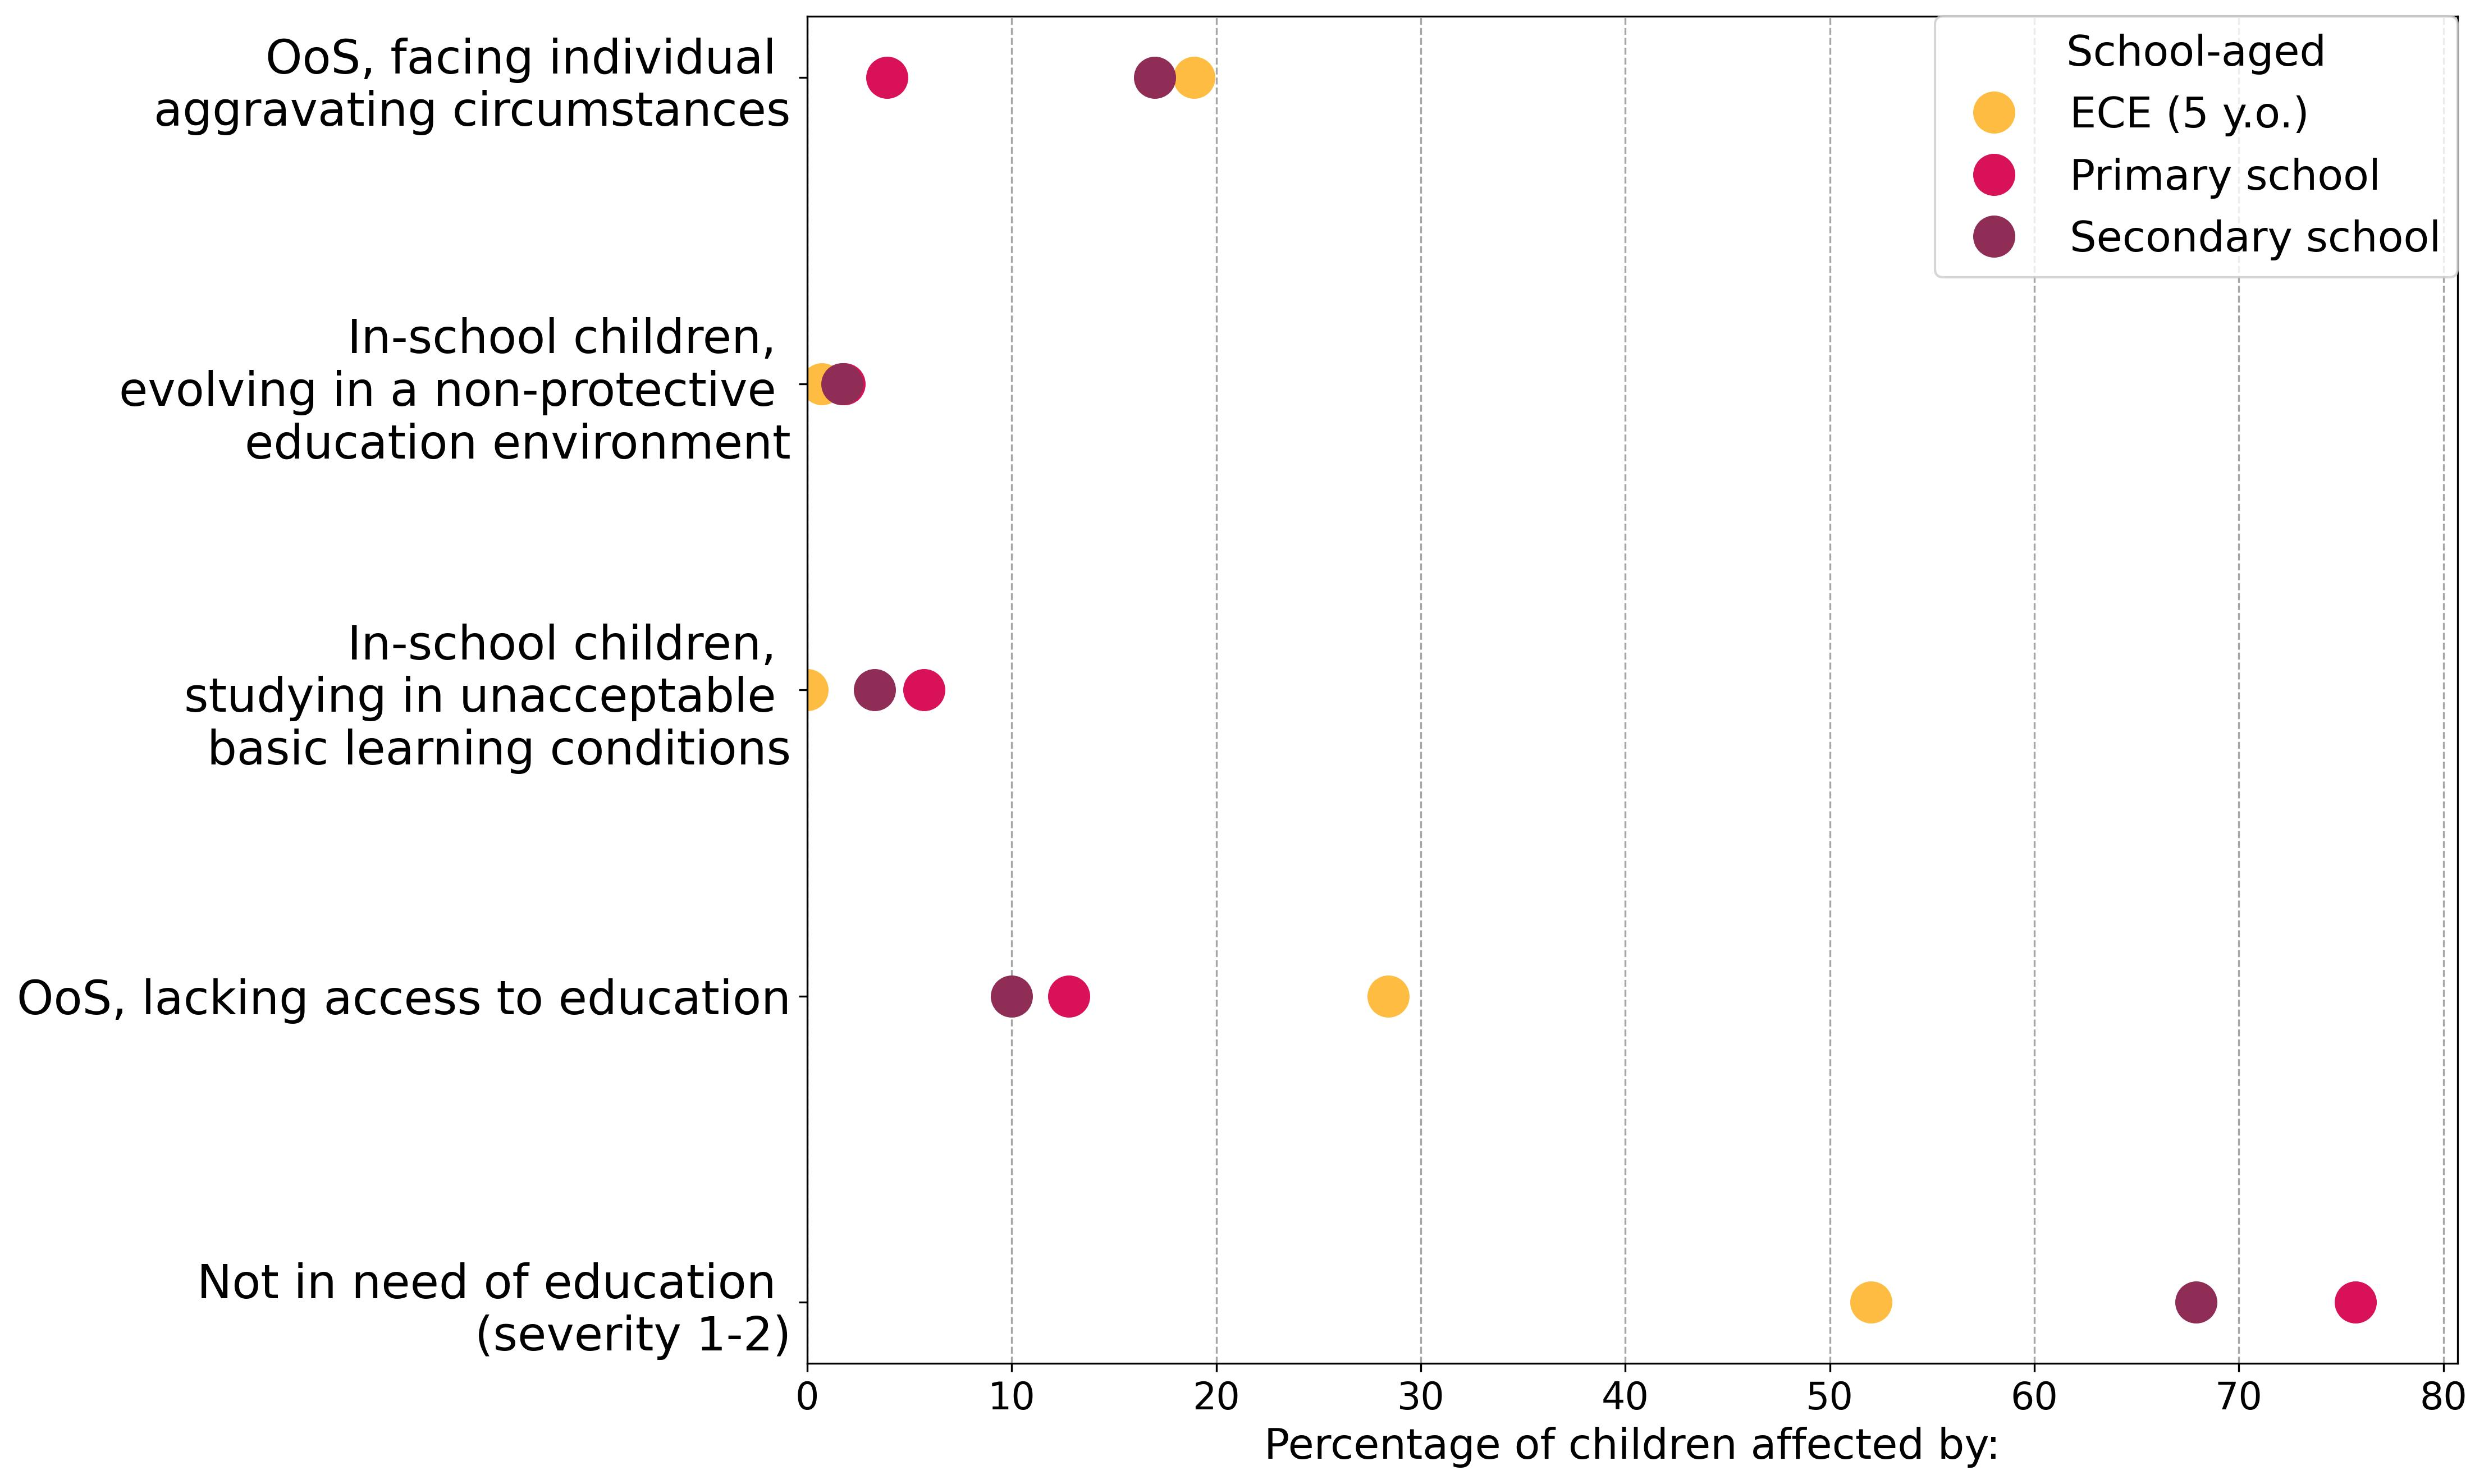 OoS, facing individual
aggravating circumstances
In-school children,
evolving in a non-protective
education environment
In-school children,
studying in unacceptable
basic learning conditions
OoS, lacking access to education
Not in need of education
(severity 1-2)
School-aged
ECE (5 y.o.)
Primary school
Secondary school
0 10 20 30 40 50 60 70 80
Percentage of children affected by: